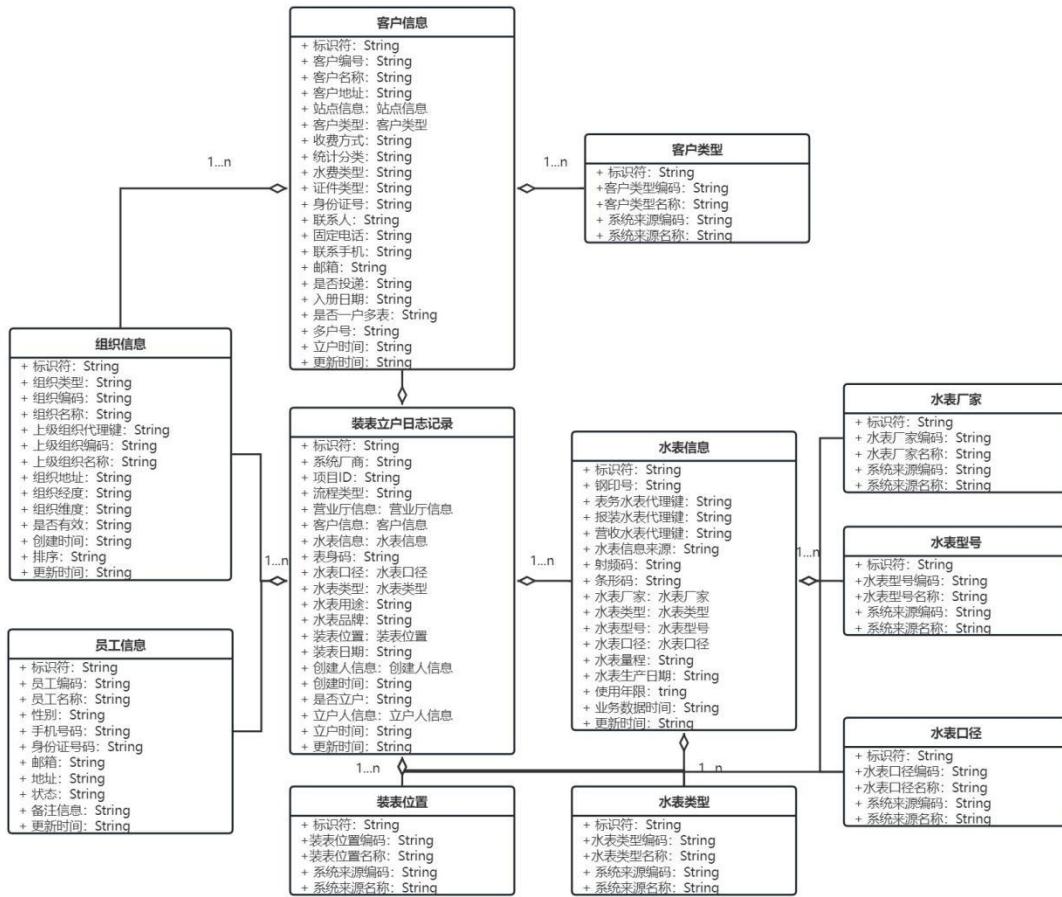 客户信息
+ 标识符：String
+ 客户编号：String
+ 客户名称：String
+ 客户地址：String
+ 站点信息：站点信息
+ 客户类型：客户类型
+ 收费方式：String
+ 统计分类：String
+ 水费类型：String
+ 证件类型：String
+ 身份证号：String
+ 联系人：String
+ 固定电话：String
+ 联系手机：String
+ 邮箱：String
+ 是否投递：String
+ 入册日期：String
+ 是否一户多表：String
+ 多户号：String
+ 立户时间：String
+ 更新时间：String
1...n
1...n
客户类型
+ 标识符：String
+客户类型编码：String
+客户类型名称：String
+ 系统来源编码：String
+ 系统来源名称：String
组织信息
+ 标识符：String
+ 组织类型：String
+ 组织编码：String
+ 组织名称：String
+ 上级组织代理键：String
+ 上级组织编码：String
+ 上级组织名称：String
+ 组织地址：String
+ 组织经度：String
+ 组织维度：String
+ 是否有效：String
+ 创建时间：String
+ 排序：String
+ 更新时间：String
1...n
装表立户日志记录
+ 标识符：String
+ 系统厂商：String
+ 项目ID：String
+ 流程类型：String
+ 营业厅信息：营业厅信息
+ 客户信息：客户信息
+ 水表信息：水表信息
+ 表身码：String
+ 水表口径：水表口径
+ 水表类型：水表类型
+ 水表用途：String
+ 水表品牌：String
+ 装表位置：装表位置
+ 装表日期：String
+ 创建人信息：创建人信息
+ 创建时间：String
+ 是否立户：String
+ 立户人信息：立户人信息
+ 立户时间：String
+ 更新时间：String
1...n
水表信息
+ 标识符：String
+ 钢印号：String
+ 表务水表代理键：String
+ 报装水表代理键：String
+ 营收水表代理键：String
+ 水表信息来源：String
+ 射频码：String
+ 条形码：String
+ 水表厂家：水表厂家
+ 水表类型：水表类型
+ 水表型号：水表型号
+ 水表口径：水表口径
+ 水表量程：String
+ 水表生产日期：String
+ 使用年限：tring
+ 业务数据时间：String
+ 更新时间：String
1...n
水表厂家
+ 标识符：String
+ 水表厂家编码：String
+ 水表厂家名称：String
+ 系统来源编码：String
+ 系统来源名称：String
水表型号
+ 标识符：String
+水表型号编码：String
+水表型号名称：String
+ 系统来源编码：String
+ 系统来源名称：String
员工信息
+ 标识符：String
+ 员工编码：String
+ 员工名称：String
+ 性别：String
+ 手机号码：String
+ 身份证号码：String
+ 邮箱：String
+ 地址：String
+ 状态：String
+ 备注信息：String
+ 更新时间：String
水表口径
+ 标识符：String
+水表口径编码：String
+水表口径名称：String
+ 系统来源编码：String
+ 系统来源名称：String
1...n
1...n
装表位置
+ 标识符：String
+装表位置编码：String
+装表位置名称：String
+ 系统来源编码：String
+ 系统来源名称：String
水表类型
+ 标识符：String
+水表类型编码：String
+水表类型名称：String
+ 系统来源编码：String
+ 系统来源名称：String